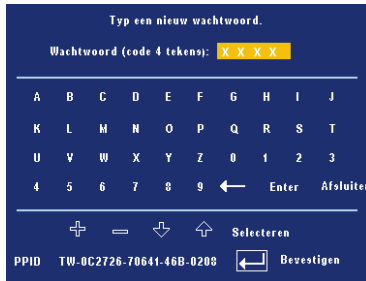 Typ een nieuw wachtwoord.
Wachtwoord (code 4 tekens): X X X X
A B C D E F G H I J
K L M N O P Q R S T
U V W X Y Z 0 1 2 3
4 5 6 7 8 9 ← Enter Afsluite
Selecteren
PPID TW-0C2726-70641-46B-0208 Bevestigen